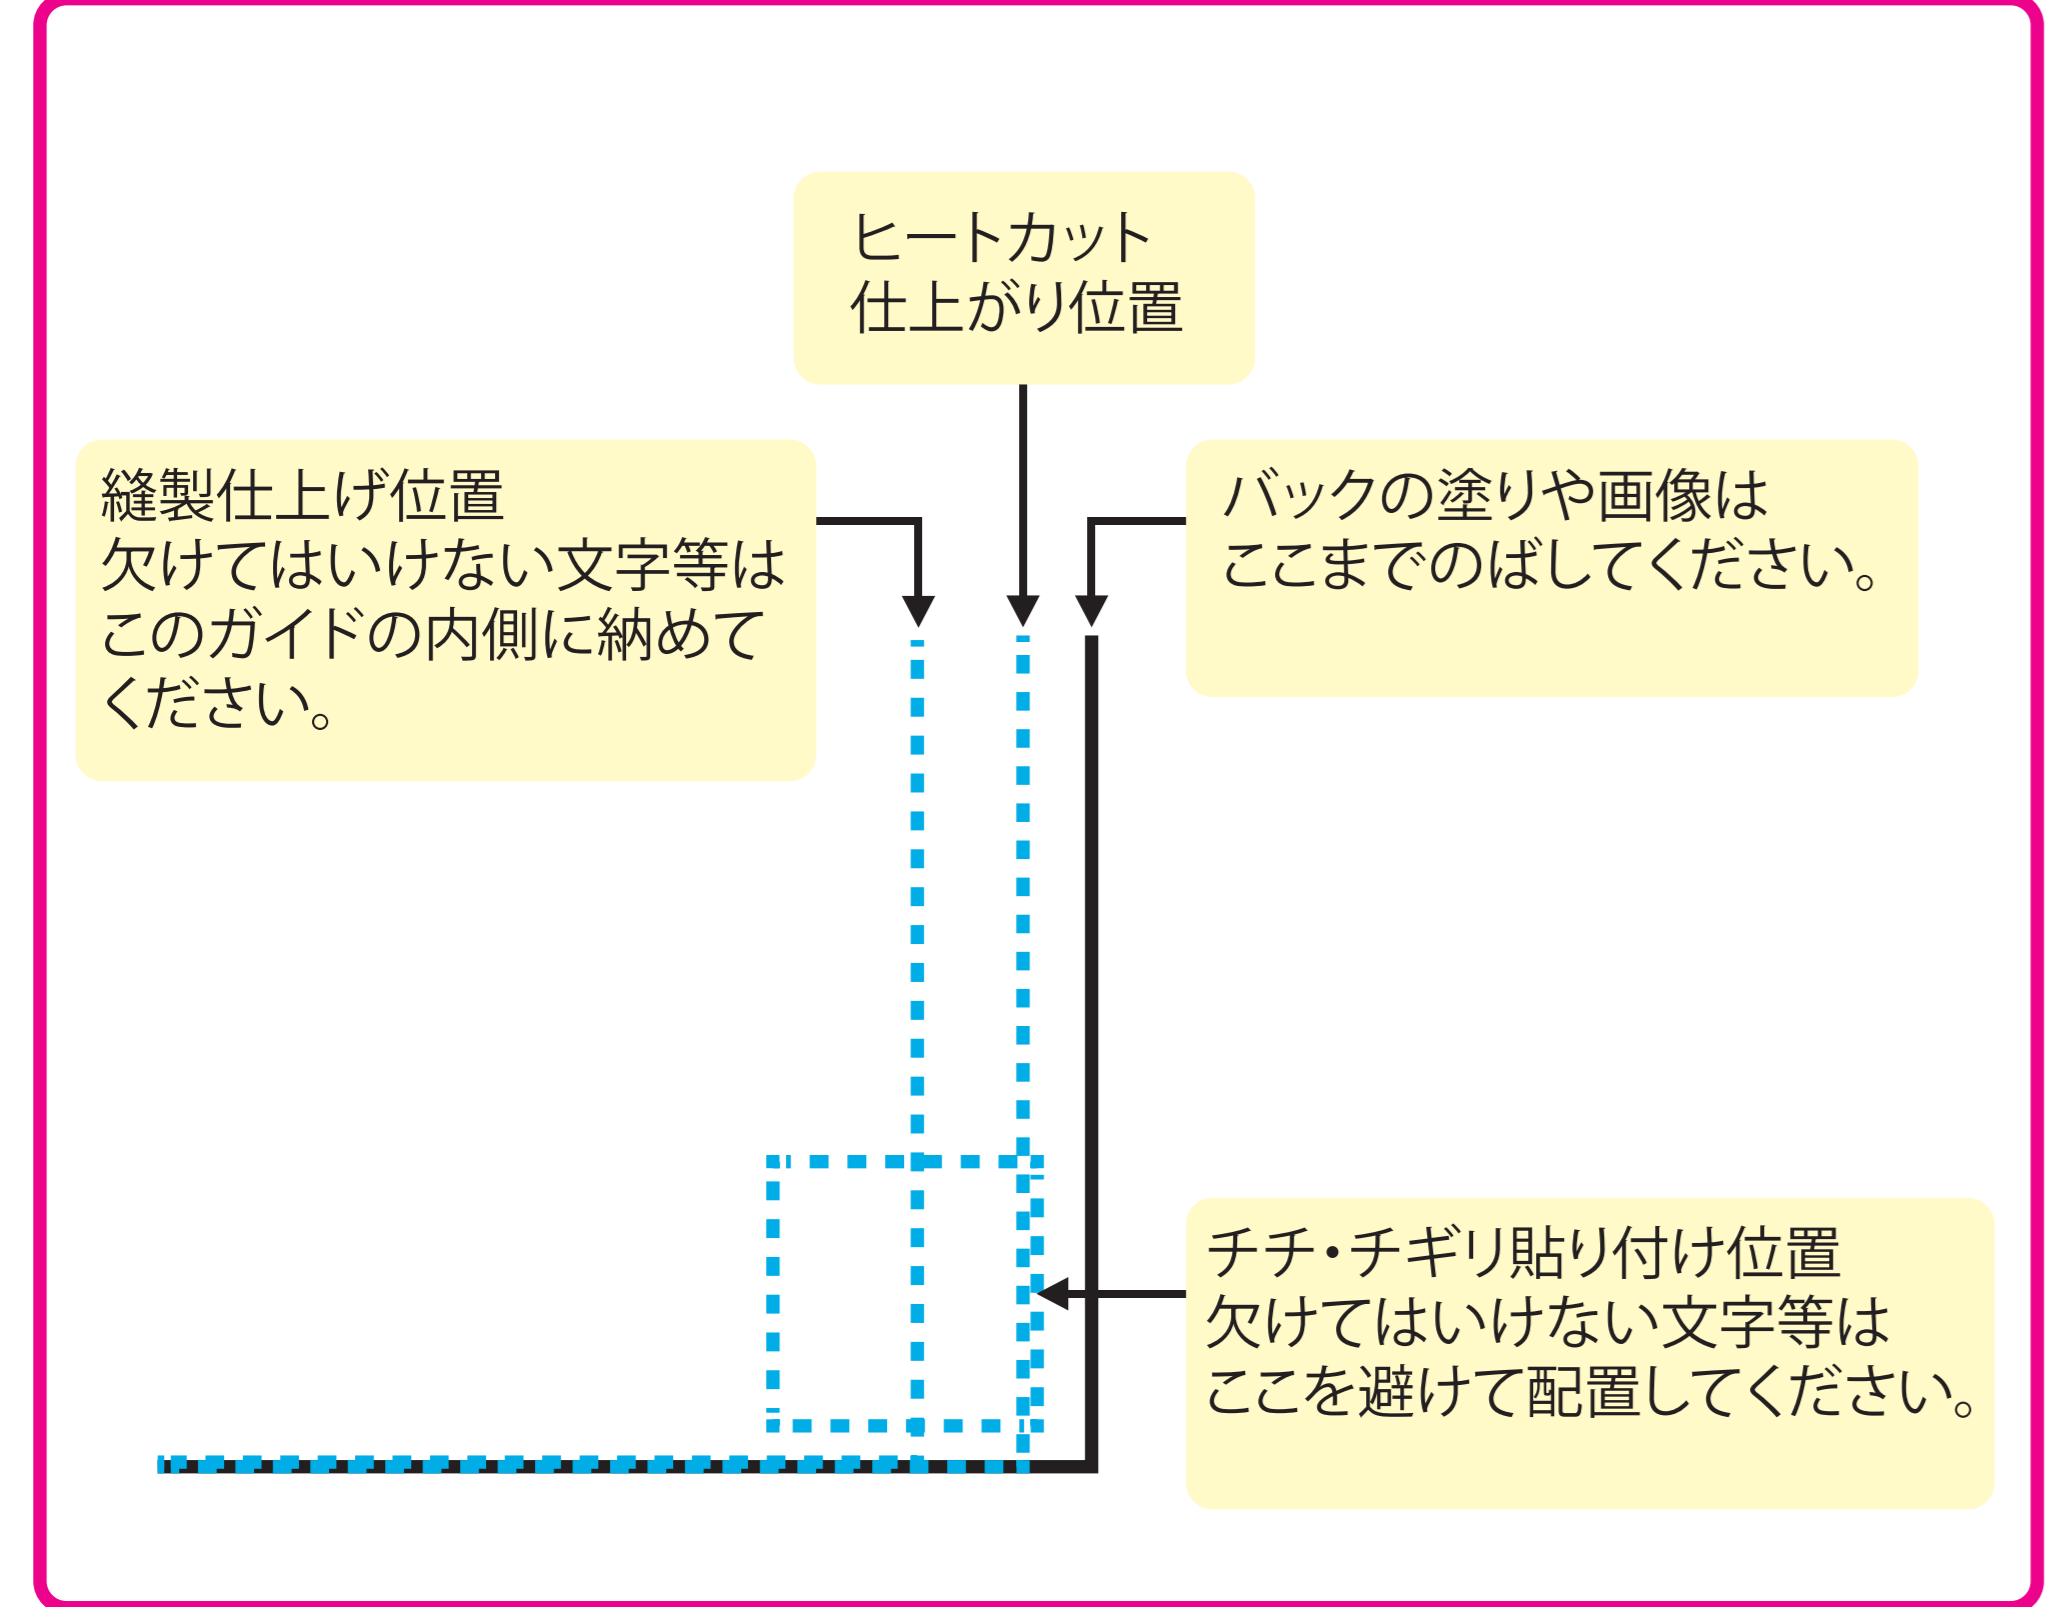 ヒートカット
仕上がり位置
縫製仕上げ位置
欠けてはいけない文字等は
このガイドの内側に納めて
ください。
バックの塗りや画像は
ここまでのばしてください。
チチ・チギリ貼り付け位置
欠けてはいけない文字等は
ここを避けて配置してください。